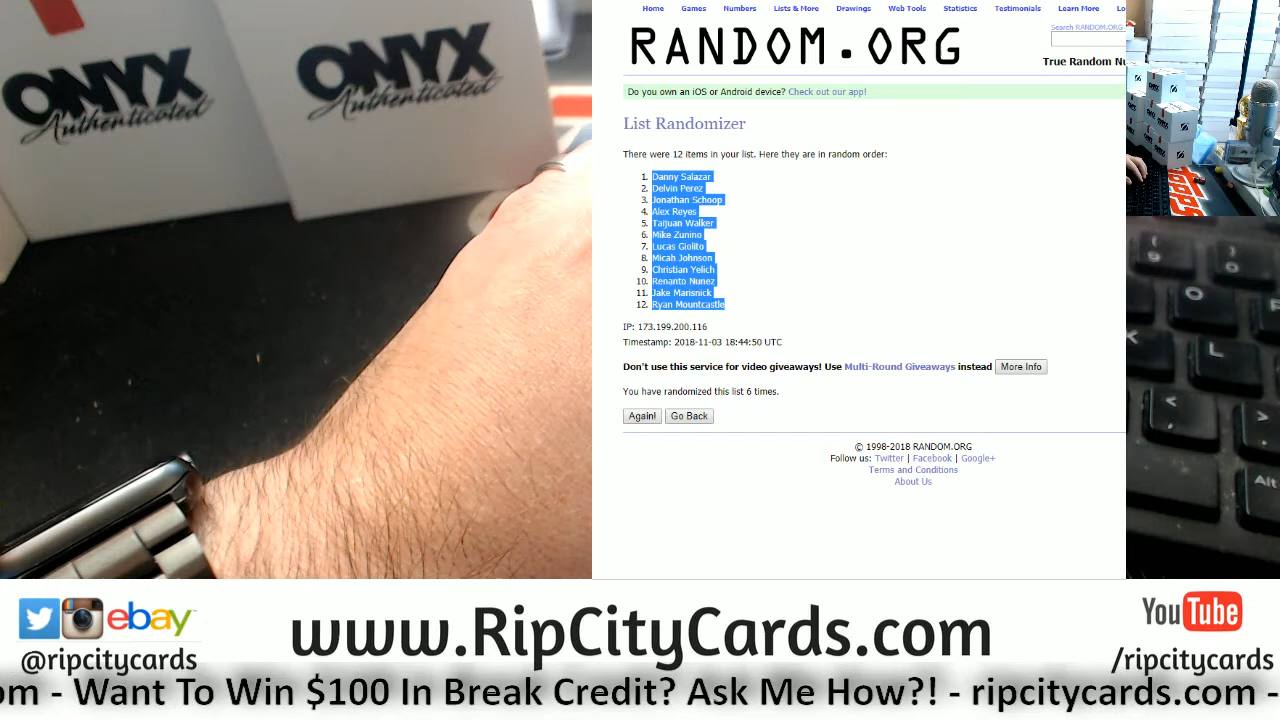 ONYX
Authenticated
ONYX
Authenticated
Home Games Numbers Lists & More Drawings Web Tools Statistics Testimonials Learn More Lo
RANDOM.ORG
Search RANDOM.ORG
True Random Nu
Do you own an iOS or Android device? Check out our app!
List Randomizer
There were 12 items in your list. Here they are in random order:
1. Danny Salazar
2. Delvin Perez
3. Jonathan Schoop
4. Alex Reyes
5. Taijuan Walker
6. Mike Zunino
7. Lucas Giolito
8. Micah Johnson
9. Christian Yelich
10. Renanto Nunez
11. Jake Marisnick
12. Ryan Mountcastle
IP: 173.199.200.116
Timestamp: 2018-11-03 18:44:50 UTC
Don't use this service for video giveaways! Use Multi-Round Giveaways instead More Info
You have randomized this list 6 times.
Again! Go Back
© 1998-2018 RANDOM.ORG
Follow us: Twitter | Facebook | Google+
Terms and Conditions
About Us
topps
9 O
L
< >
Alt
ebay
@ripcitycards
www.RipCityCards.com
YouTube
/ripcitycards
om - Want To Win $100 In Break Credit? Ask Me How?! - ripcitycards.com -